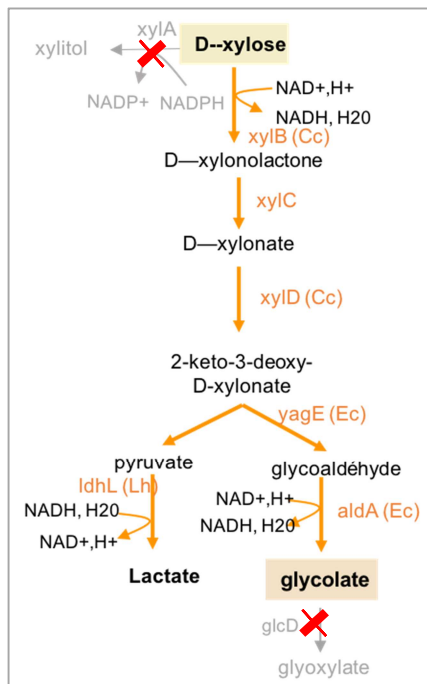 xylA
xylitol
D--xylose
NADP+ NADPH
NAD+,H+
NADH, H20
xylB (Cc)
D—xylonolactone
xylC
D—xylonate
xylD (Cc)
2-keto-3-deoxy-
D-xylonate
yagE (Ec)
pyruvate
glycoaldéhyde
ldhL (Lh)
NADH, H20
NAD+,H+
NAD+,H+
NADH, H20
aldA (Ec)
Lactate
glycolate
glcD
glyoxylate